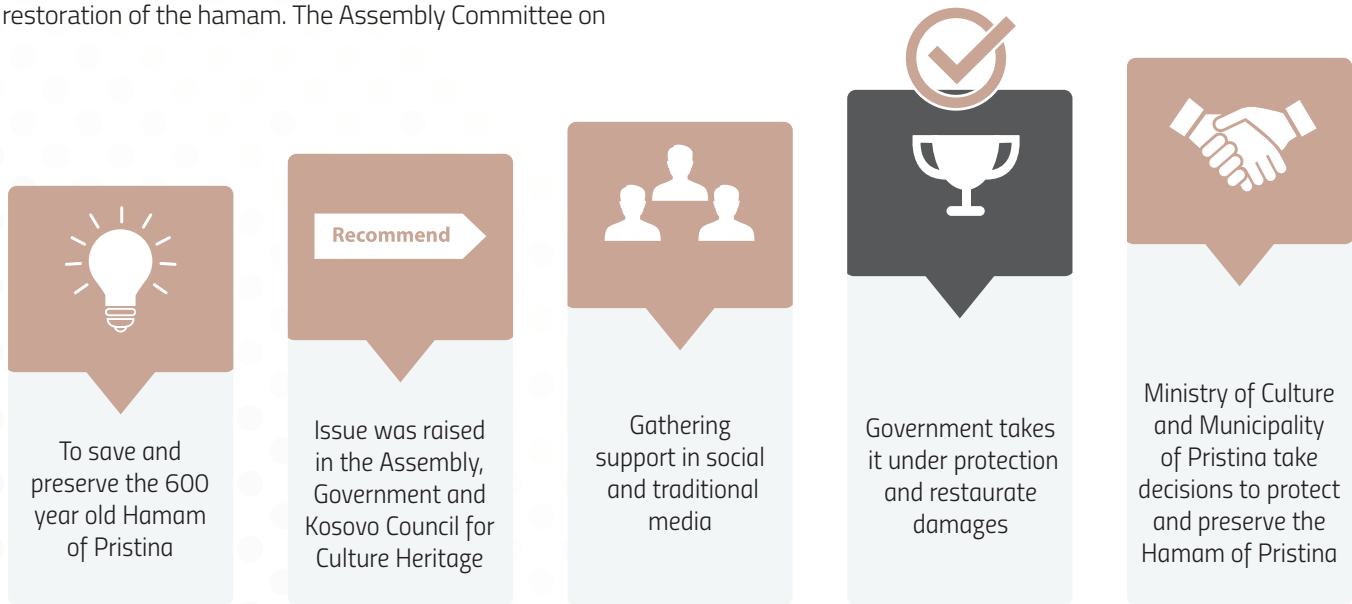 restoration of the hamam. The Assembly Committee on
Recommend
To save and
preserve the 600
year old Hamam
of Pristina
Issue was raised
in the Assembly,
Government and
Kosovo Council for
Culture Heritage
Gathering
support in social
and traditional
media
Government takes
it under protection
and restaurate
damages
Ministry of Culture
and Municipality
of Pristina take
decisions to protect
and preserve the
Hamam of Pristina